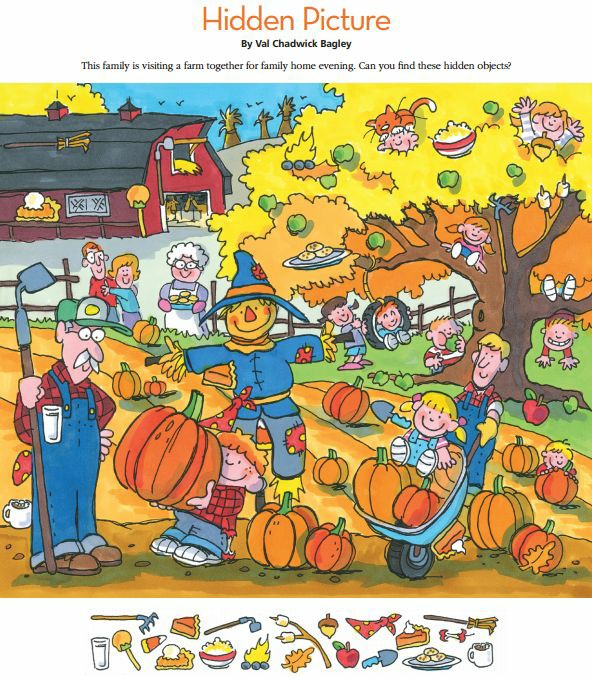 Hidden Picture
By Val Chadwick Bagley
This family is visiting a farm together for family home evening. Can you find these hidden objects?